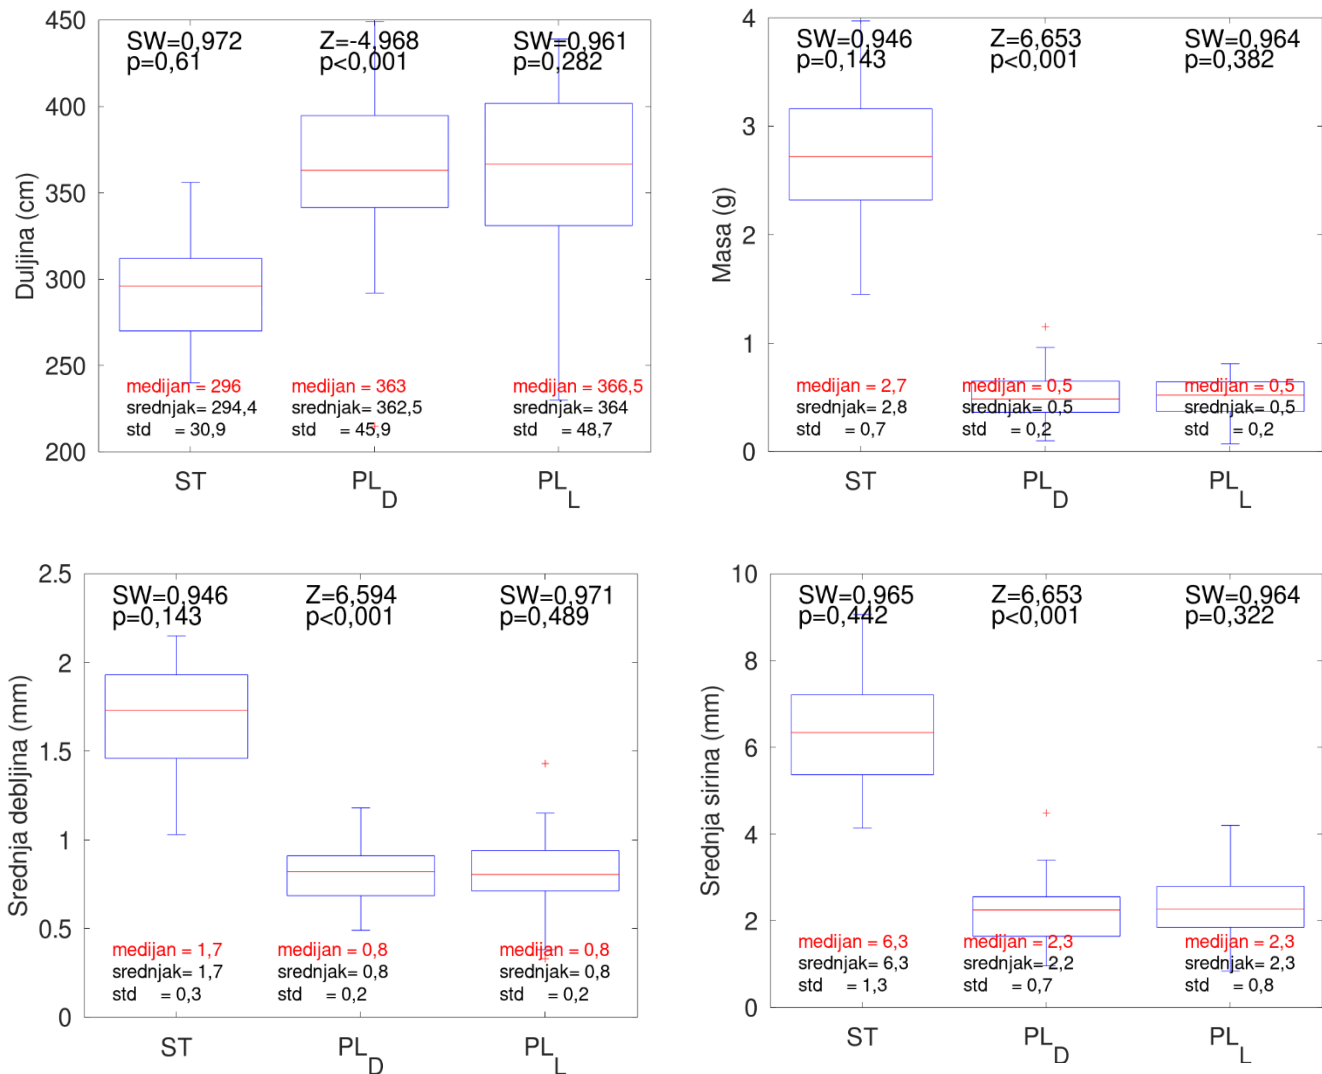 450
400
350
300
250
200
Duljina (cm)
SW=0,972
p=0,61
Z=-4,968
p<0,001
SW=0,961
p=0,282
medijan = 296
srednjak= 294,4
std = 30,9
medijan = 363
srednjak= 362,5
std = 45,9
medijan = 366,5
srednjak= 364
std = 48,7
ST
PL_D
PL_L
4
3
2
1
0
Masa (g)
SW=0,946
p=0,143
Z=6,653
p<0,001
SW=0,964
p=0,382
medijan = 2,7
srednjak= 2,8
std = 0,7
medijan = 0,5
srednjak= 0,5
std = 0,2
medijan = 0,5
srednjak= 0,5
std = 0,2
ST
PL_D
PL_L
2.5
2
1.5
1
0.5
0
Srednja debljina (mm)
SW=0,946
p=0,143
Z=6,594
p<0,001
SW=0,971
p=0,489
medijan = 1,7
srednjak= 1,7
std = 0,3
medijan = 0,8
srednjak= 0,8
std = 0,2
medijan = 0,8
srednjak= 0,8
std = 0,2
ST
PL_D
PL_L
10
8
6
4
2
0
Srednja sirina (mm)
SW=0,965
p=0,442
Z=6,653
p<0,001
SW=0,964
p=0,322
medijan = 6,3
srednjak= 6,3
std = 1,3
medijan = 2,3
srednjak= 2,2
std = 0,7
medijan = 2,3
srednjak= 2,3
std = 0,8
ST
PL_D
PL_L